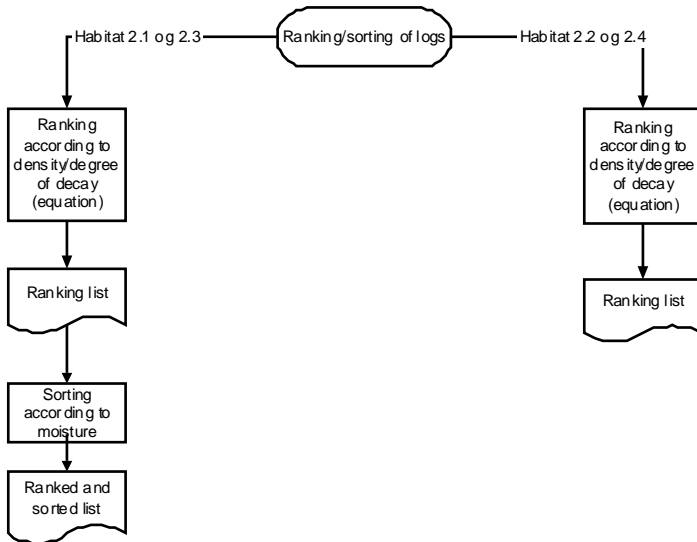 Habitat 2.1 og 2.3
Ranking/sorting of logs
Habitat 2.2 og 2.4
Ranking
according to
density/degree
of decay
(equation)
Ranking list
Sorting
according to
moisture
Ranked and
sorted list
Ranking
according to
density/degree
of decay
(equation)
Ranking list